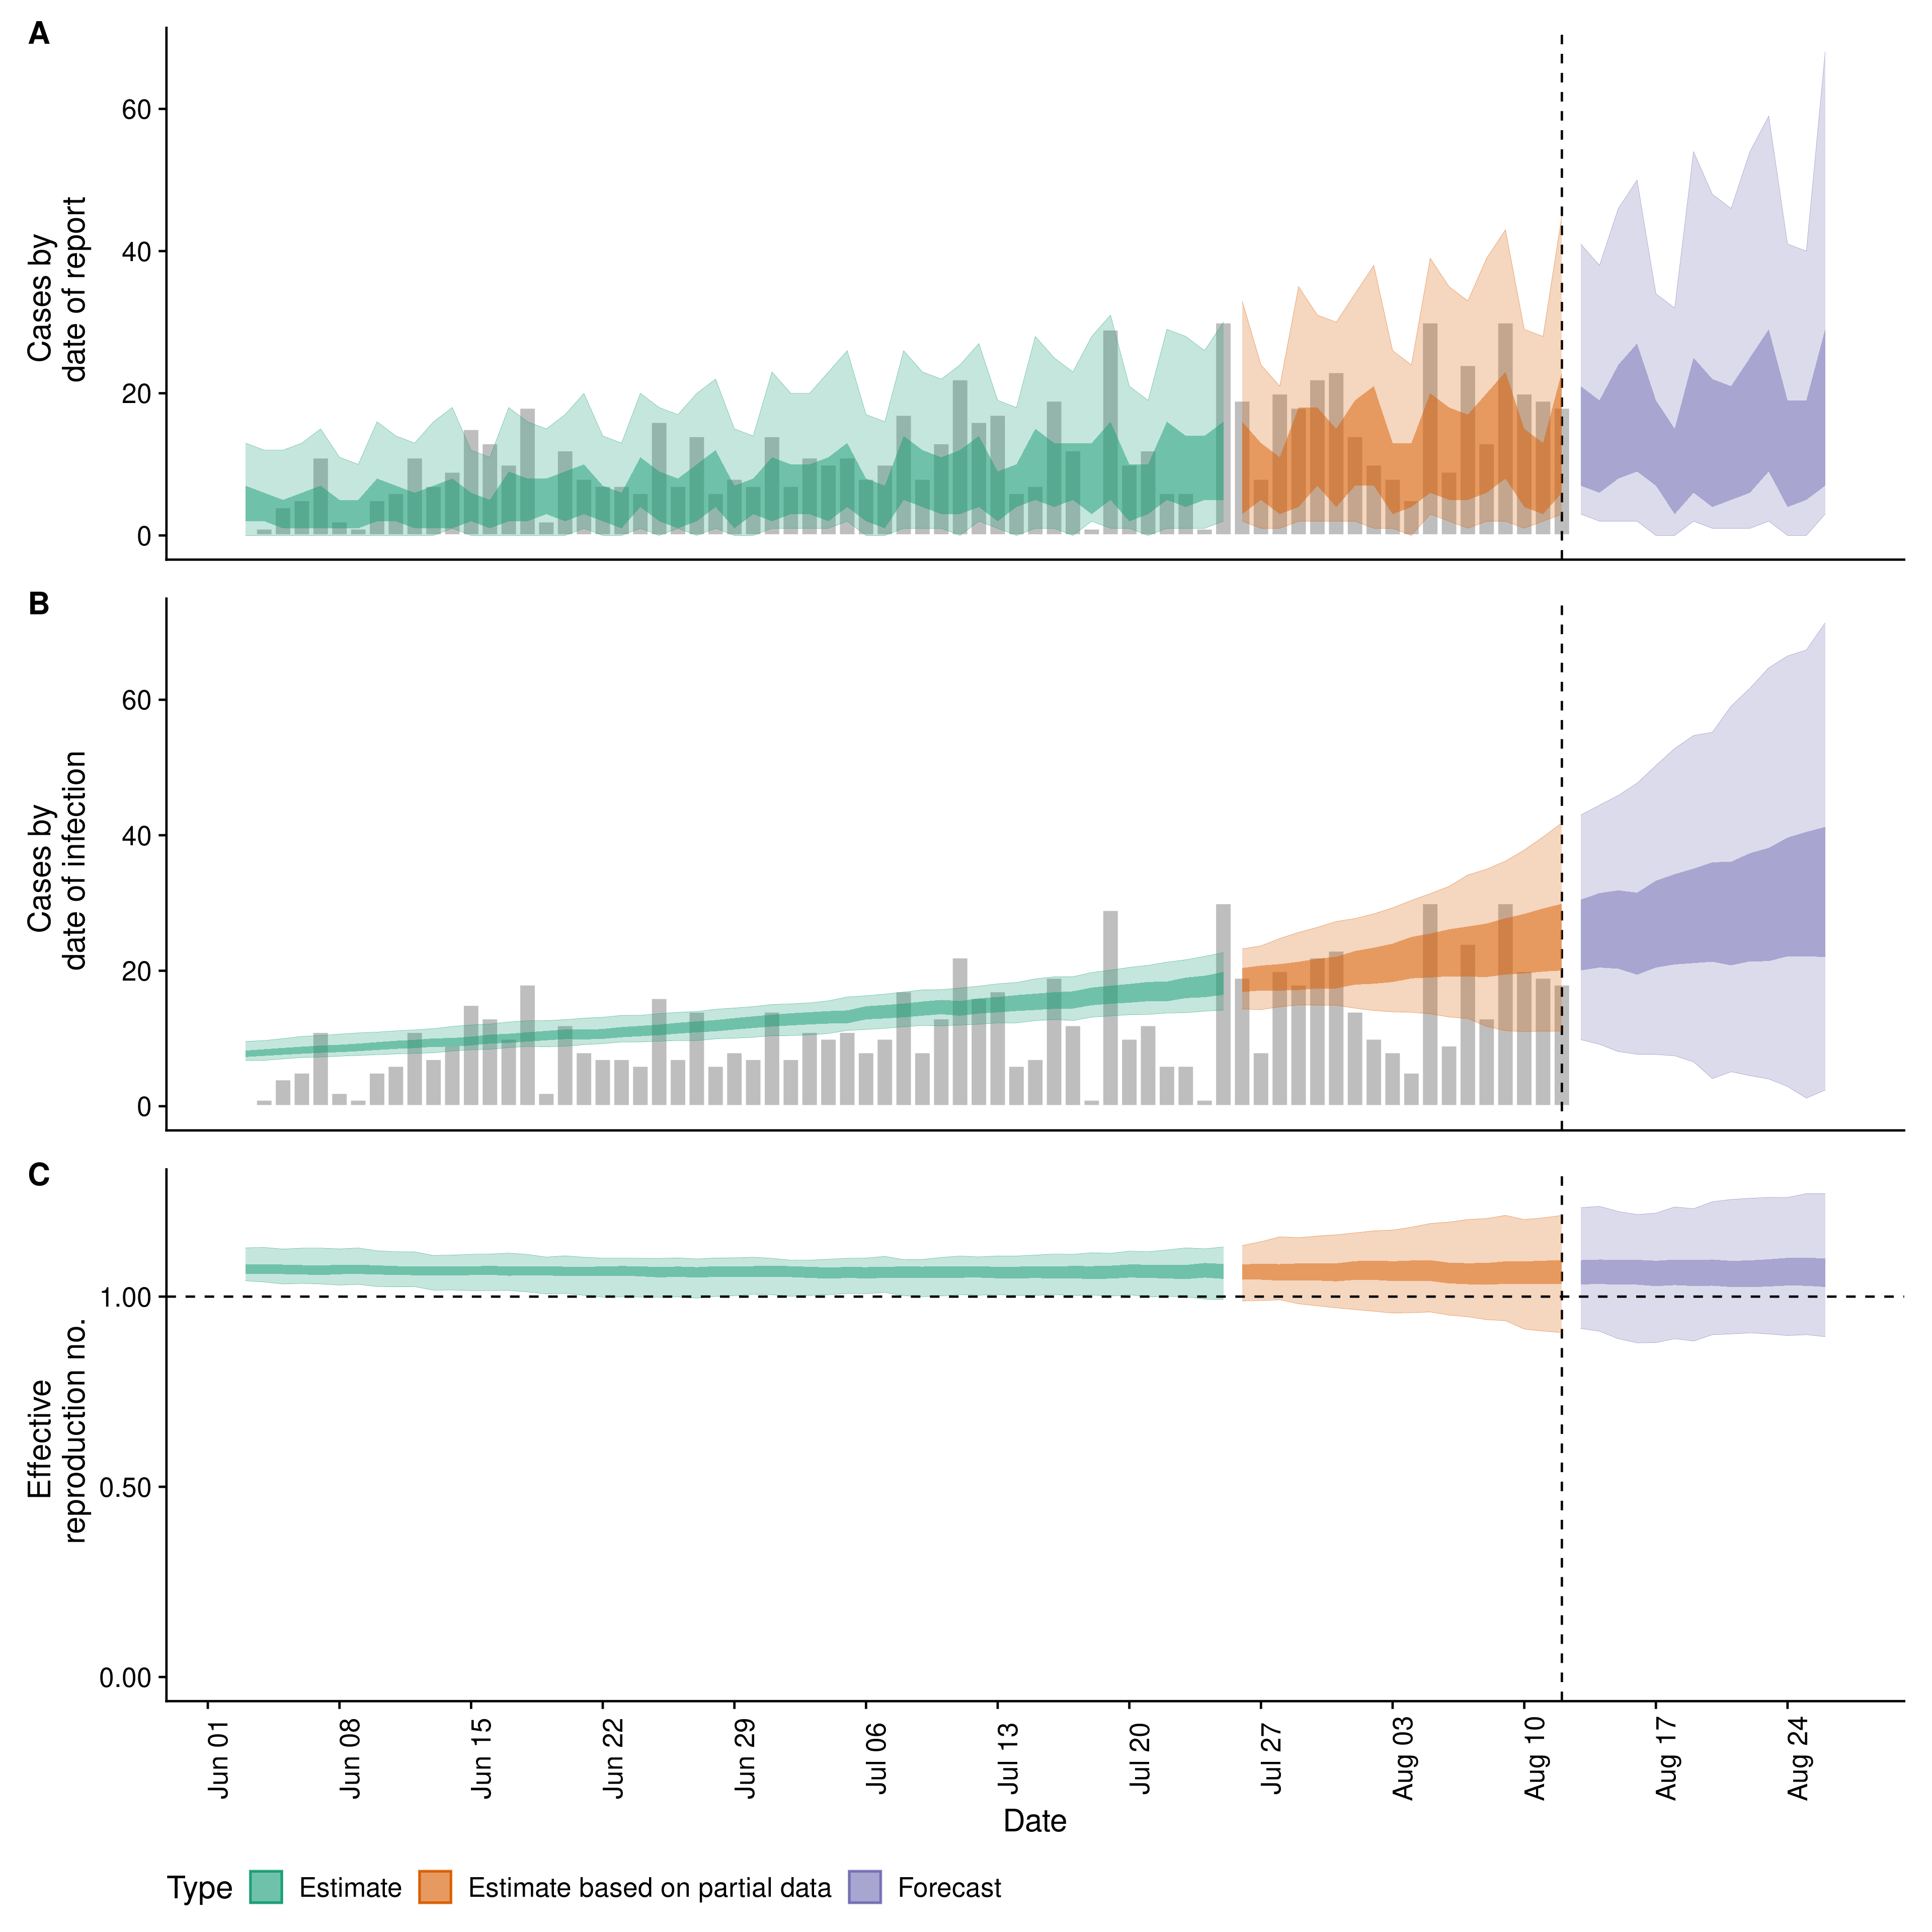 A
Cases by
date of report
60
40
20
0
B
Cases by
date of infection
60
40
20
0
C
Effective
reproduction no.
1.00
0.50
0.00
Jun 01
Jun 08
Jun 15
Jun 22
Jun 29
Jul 06
Jul 13
Jul 20
Jul 27
Aug 03
Aug 10
Aug 17
Aug 24
Date
Type Estimate Estimate based on partial data Forecast